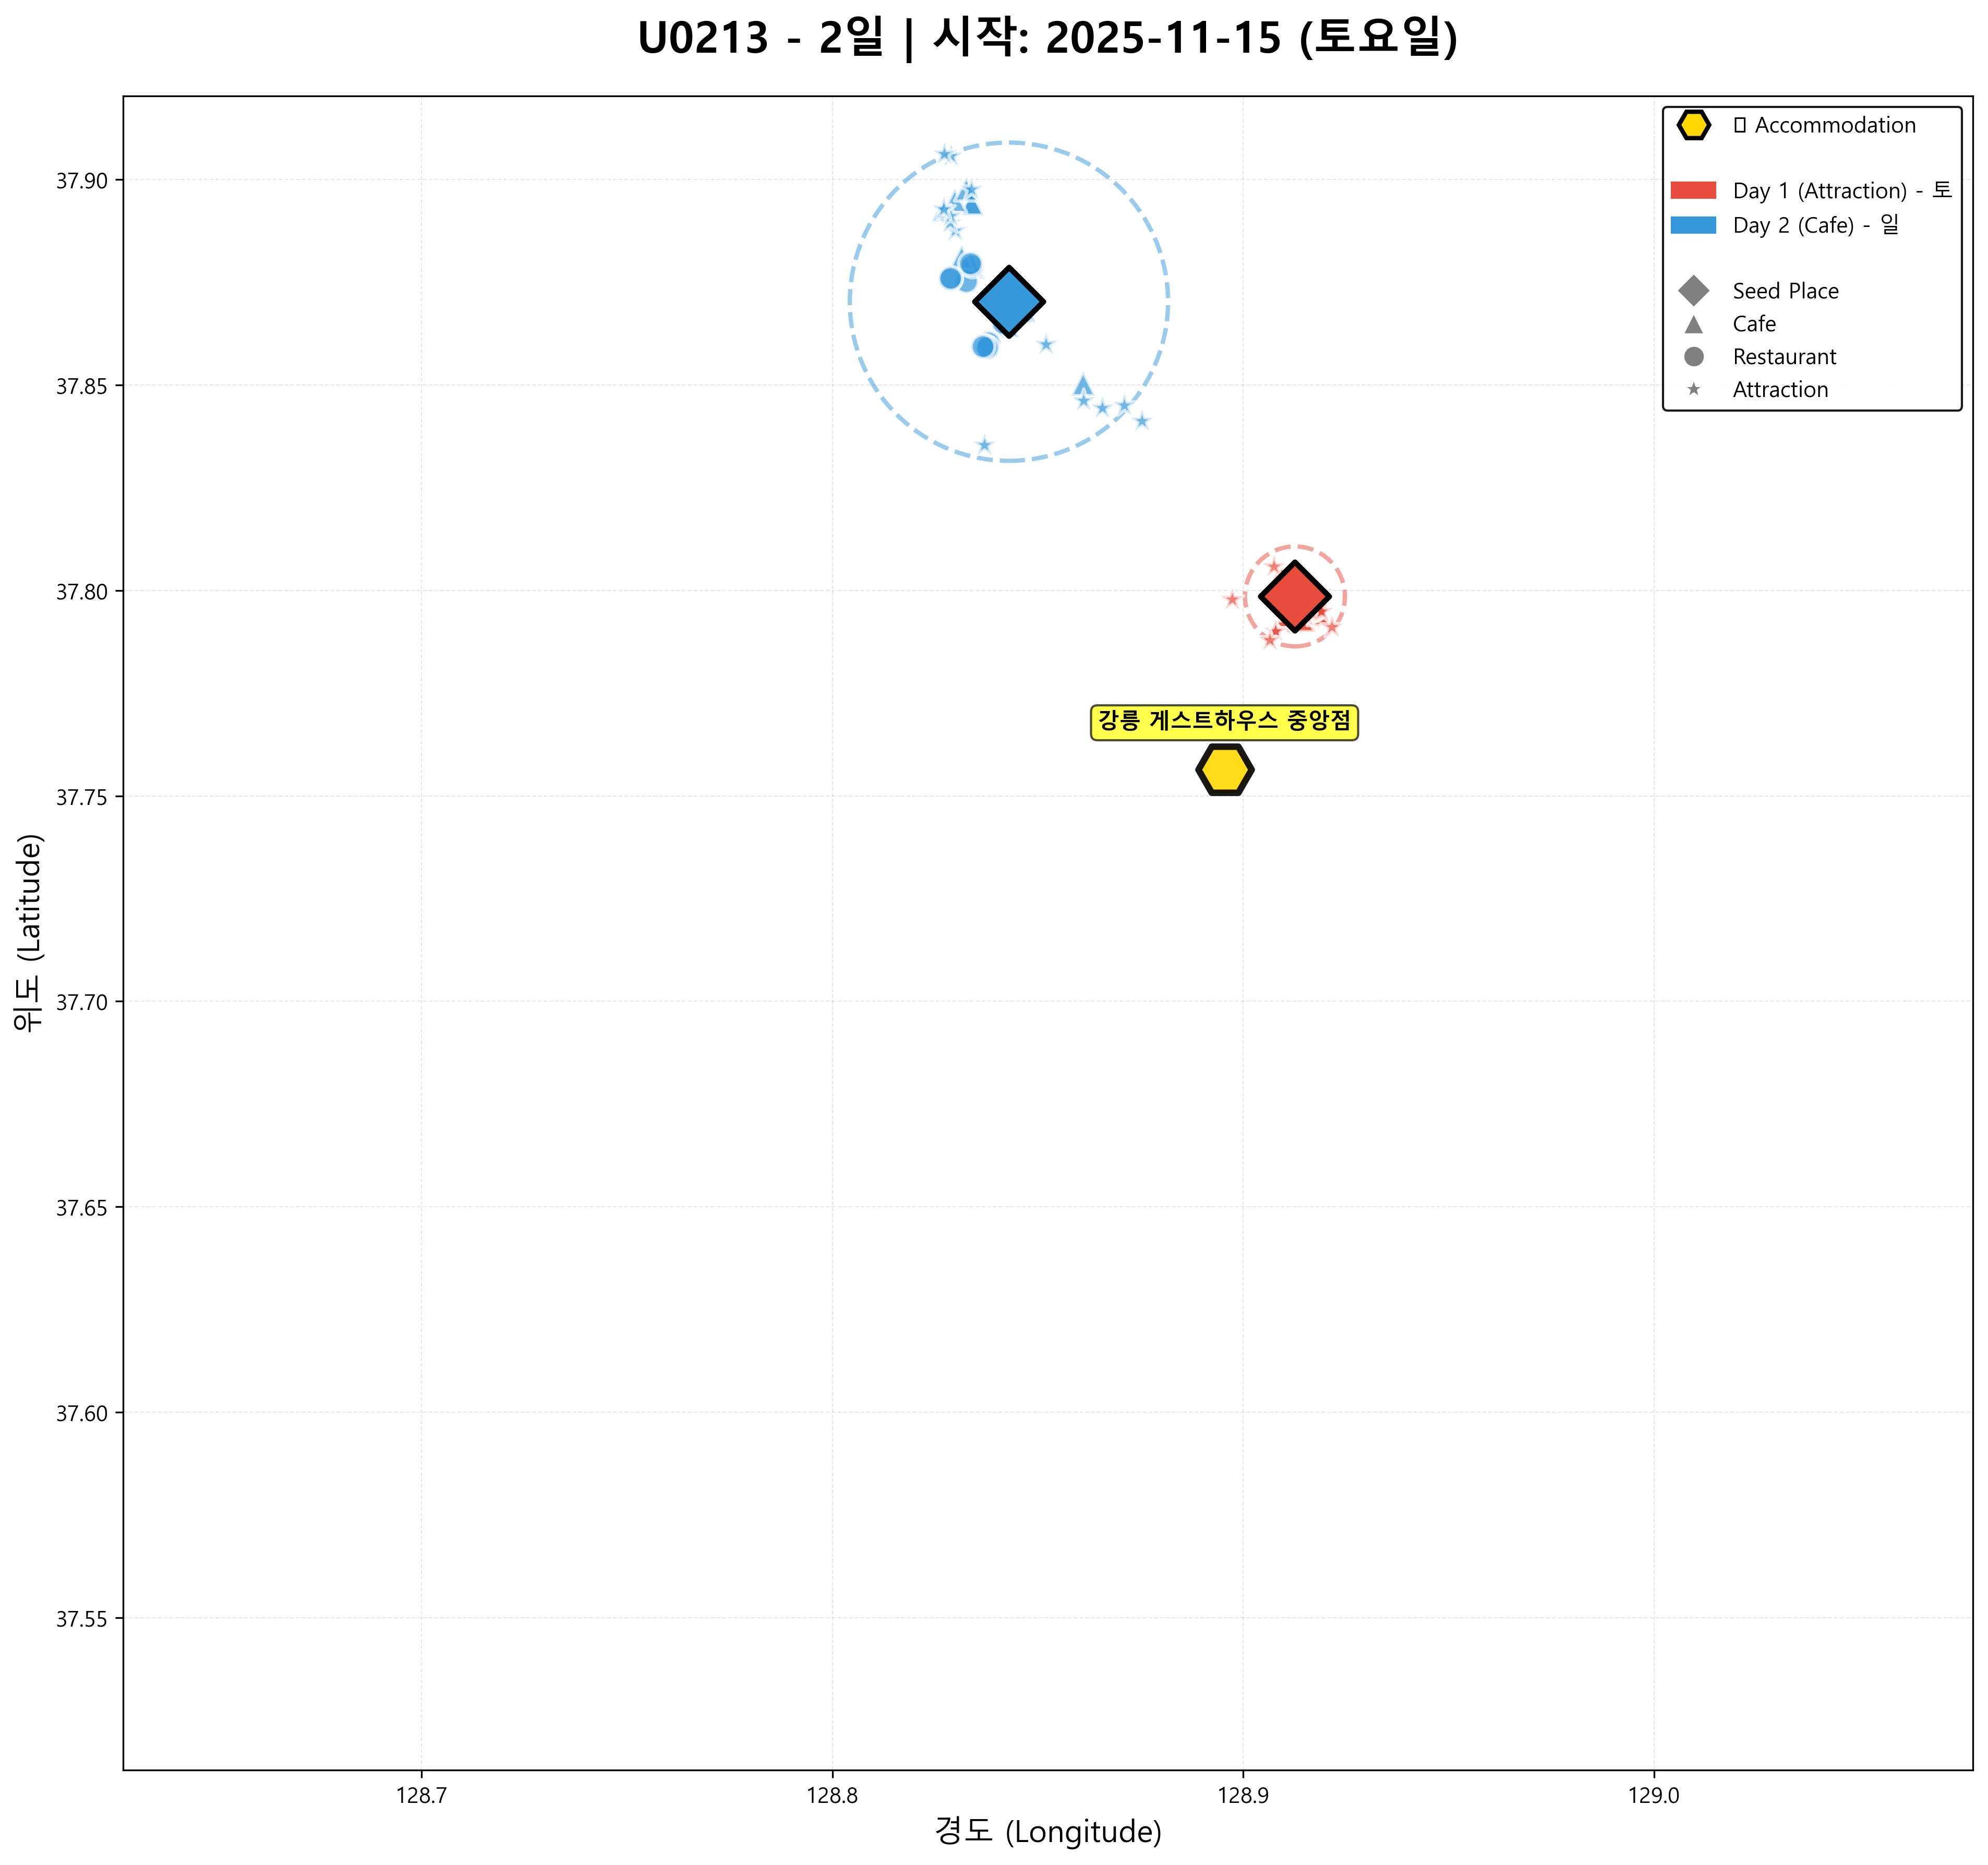 U0213 - 2일 | 시작: 2025-11-15 (토요일)
Accommodation
Day 1 (Attraction) - 토
Day 2 (Cafe) - 일
Seed Place
Cafe
Restaurant
Attraction
37.90
37.85
37.80
37.75
37.70
37.65
37.60
37.55
위도 (Latitude)
강릉 게스트하우스 중앙점
128.7
128.8
128.9
129.0
경도 (Longitude)